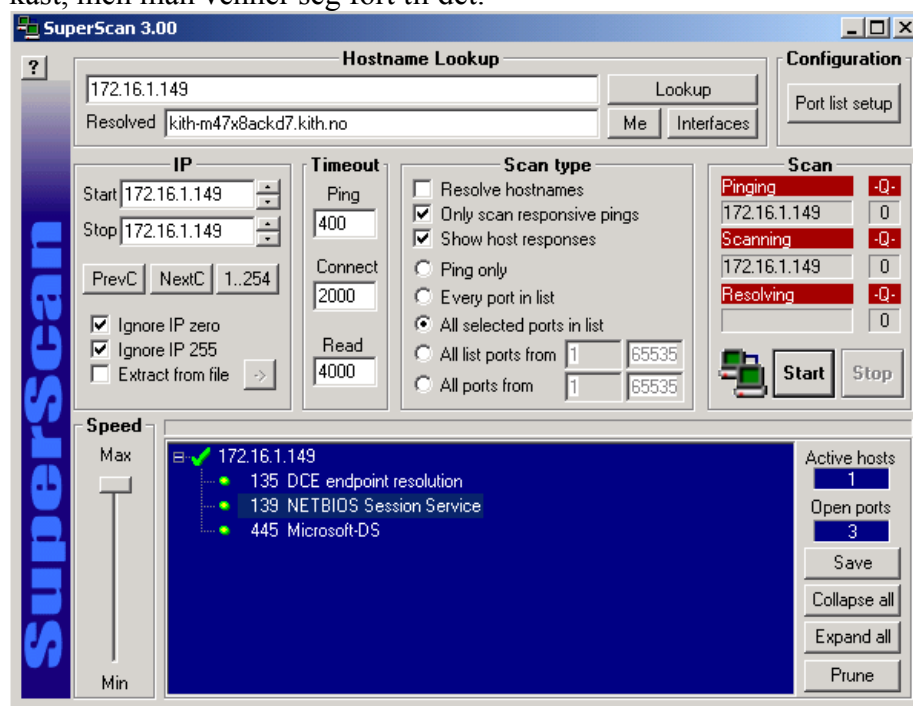 kast, men man venner seg fort til det.
SuperScan 3.00
?
Hostname Lookup
172.16.1.149
Lookup
Resolved kith-m47x8ackd7.kith.no
Me
Interfaces
Configuration
Port list setup
IP
Start 172.16.1.149
Stop 172.16.1.149
PrevC
NextC
1..254
Ignore IP zero
Ignore IP 255
Extract from file
->
Timeout
Ping
400
Connect
2000
Read
4000
Scan type
Resolve hostnames
Only scan responsive pings
Show host responses
Ping only
Every port in list
All selected ports in list
All list ports from 1 65535
All ports from 1 65535
Scan
Pinging -Q-
172.16.1.149 0
Scanning -Q-
172.16.1.149 0
Resolving -Q-
0
Start
Stop
SuperScan
Speed
Max
Min
172.16.1.149
135 DCE endpoint resolution
139 NETBIOS Session Service
445 Microsoft-DS
Active hosts
1
Open ports
3
Save
Collapse all
Expand all
Prune